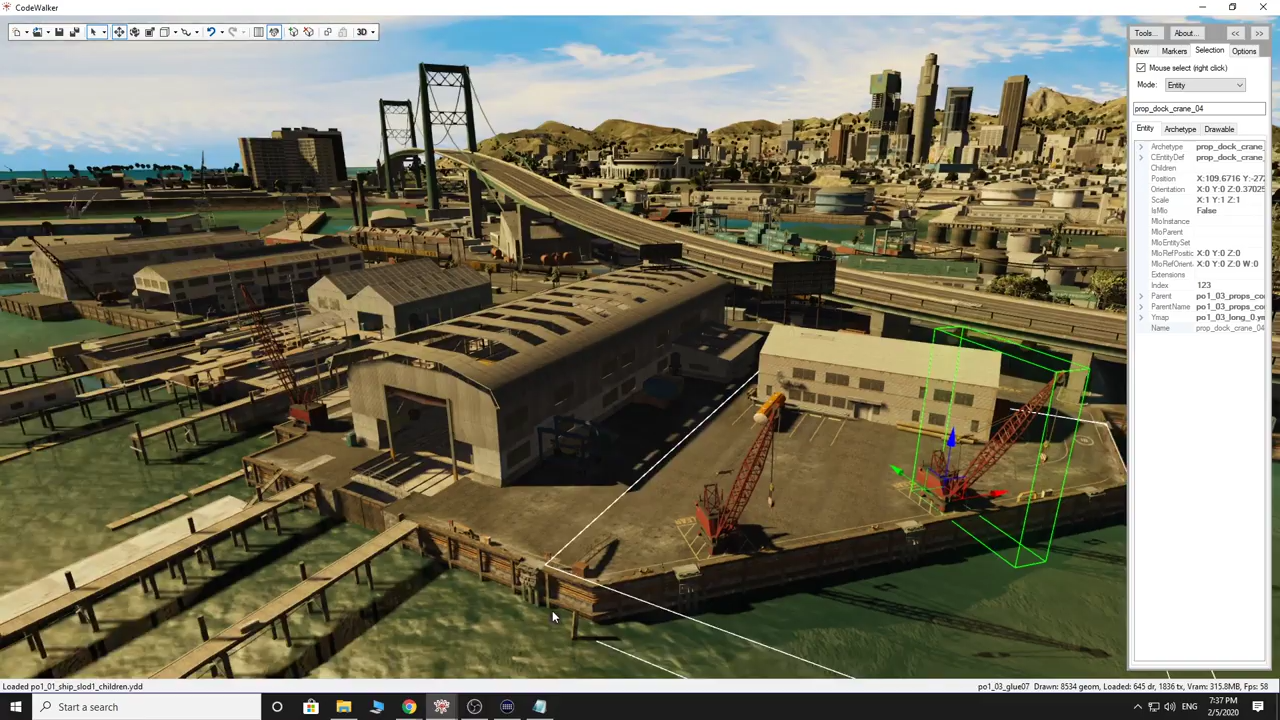 CodeWalker
3D
Tools...
About...
<<
>>
View
Markers
Selection
Options
Mouse select (right click)
Mode:
Entity
prop_dock_crane_04
Entity
Archetype
Drawable
Archetype prop_dock_crane_
CEntityDef prop_dock_crane_
Children
Position X:109.6716 Y:-272
Orientation X:0 Y:0 Z:0.37025
Scale X:1 Y:1 Z:1
IsMlo False
MloInstance
MloParent
MloEntitySet
MloRefPositic X:0 Y:0 Z:0
MloRefOrient. X:0 Y:0 Z:0 W:0
Extensions
Index 123
Parent po1_03_props_co
ParentName po1_03_props_co
Ymap po1_03_long_0.ym
Name prop_dock_crane_04
Loaded po1_01_ship_slod1_children.ydd
po1_03_glue07 Drawn: 8534 geom, Loaded: 645 dr, 1836 tx, Vram: 315.8MB, Fps: 58
Start a search
ENG
7:37 PM
2/5/2020